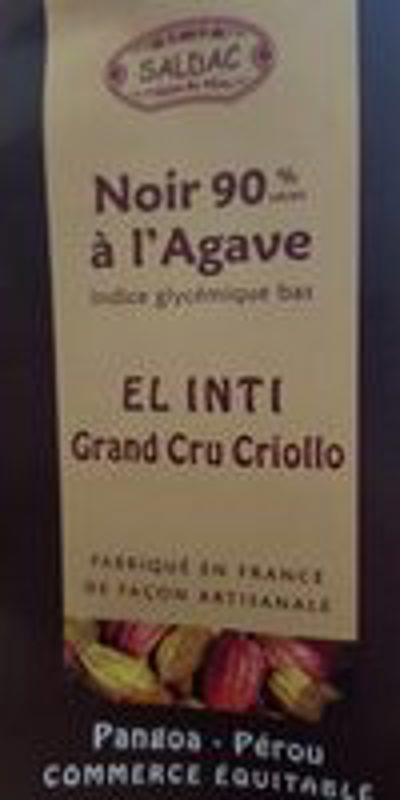 SALDAC
Noir 90 %
à l'Agave
Indice glycémique bas
EL INTI
Grand Cru Criollo
FABRIQUÉ EN FRANCE
DE FAÇON ARTISANALE
Pangoa - Pérou
COMMERCE ÉQUITABLE